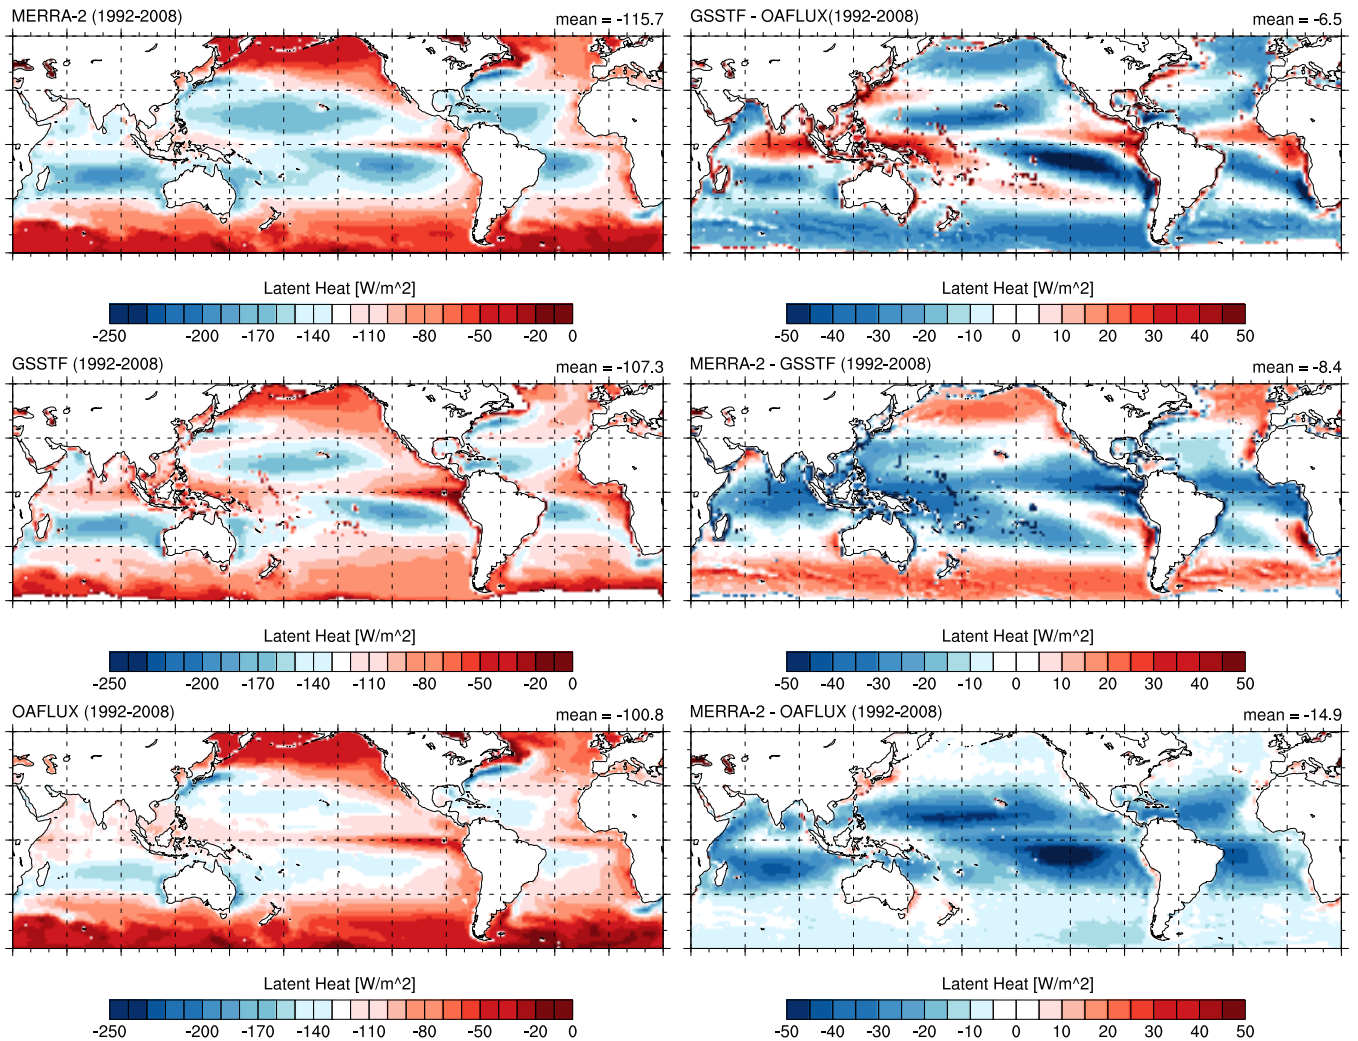 MERRA-2 (1992-2008) mean = -115.7
GSSTF - OAFLUX(1992-2008) mean = -6.5
Latent Heat [W/m^2]
-250 -200 -170 -140 -110 -80 -50 -20 0
Latent Heat [W/m^2]
-50 -40 -30 -20 -10 0 10 20 30 40 50
GSSTF (1992-2008) mean = -107.3
MERRA-2 - GSSTF (1992-2008) mean = -8.4
Latent Heat [W/m^2]
-250 -200 -170 -140 -110 -80 -50 -20 0
Latent Heat [W/m^2]
-50 -40 -30 -20 -10 0 10 20 30 40 50
OAFLUX (1992-2008) mean = -100.8
MERRA-2 - OAFLUX (1992-2008) mean = -14.9
Latent Heat [W/m^2]
-250 -200 -170 -140 -110 -80 -50 -20 0
Latent Heat [W/m^2]
-50 -40 -30 -20 -10 0 10 20 30 40 50